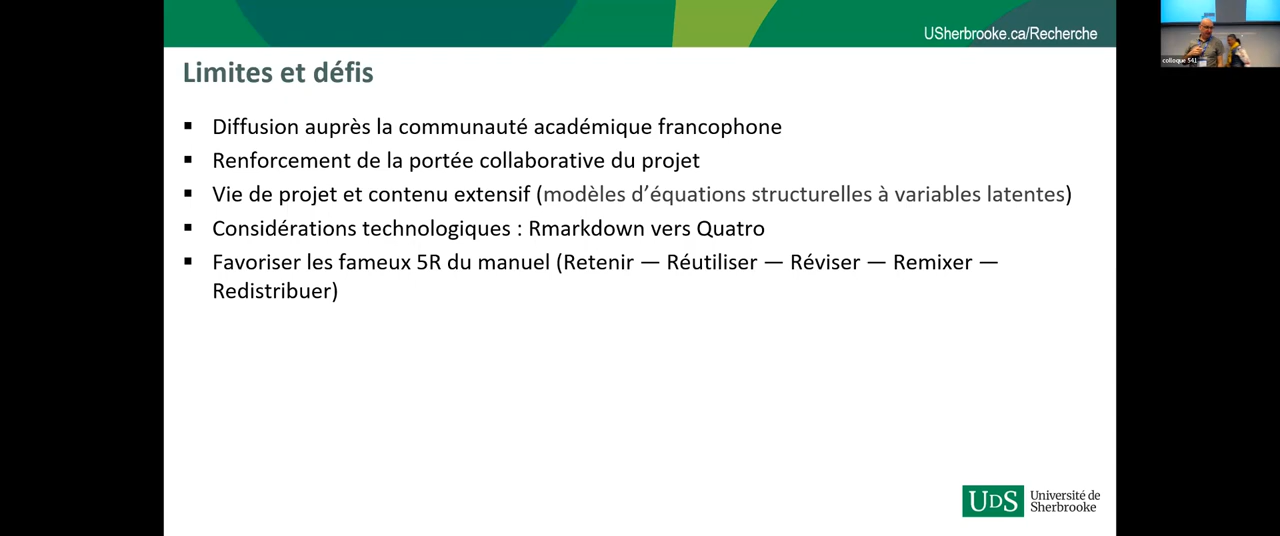 USherbrooke.ca/Recherche
colloque 541
Limites et défis
▪ Diffusion auprès la communauté académique francophone
▪ Renforcement de la portée collaborative du projet
▪ Vie de projet et contenu extensif (modèles d’équations structurelles à variables latentes)
▪ Considérations technologiques : Rmarkdown vers Quatro
▪ Favoriser les fameux 5R du manuel (Retenir — Réutiliser — Réviser — Remixer —
Redistribuer)
UDS Université de
Sherbrooke